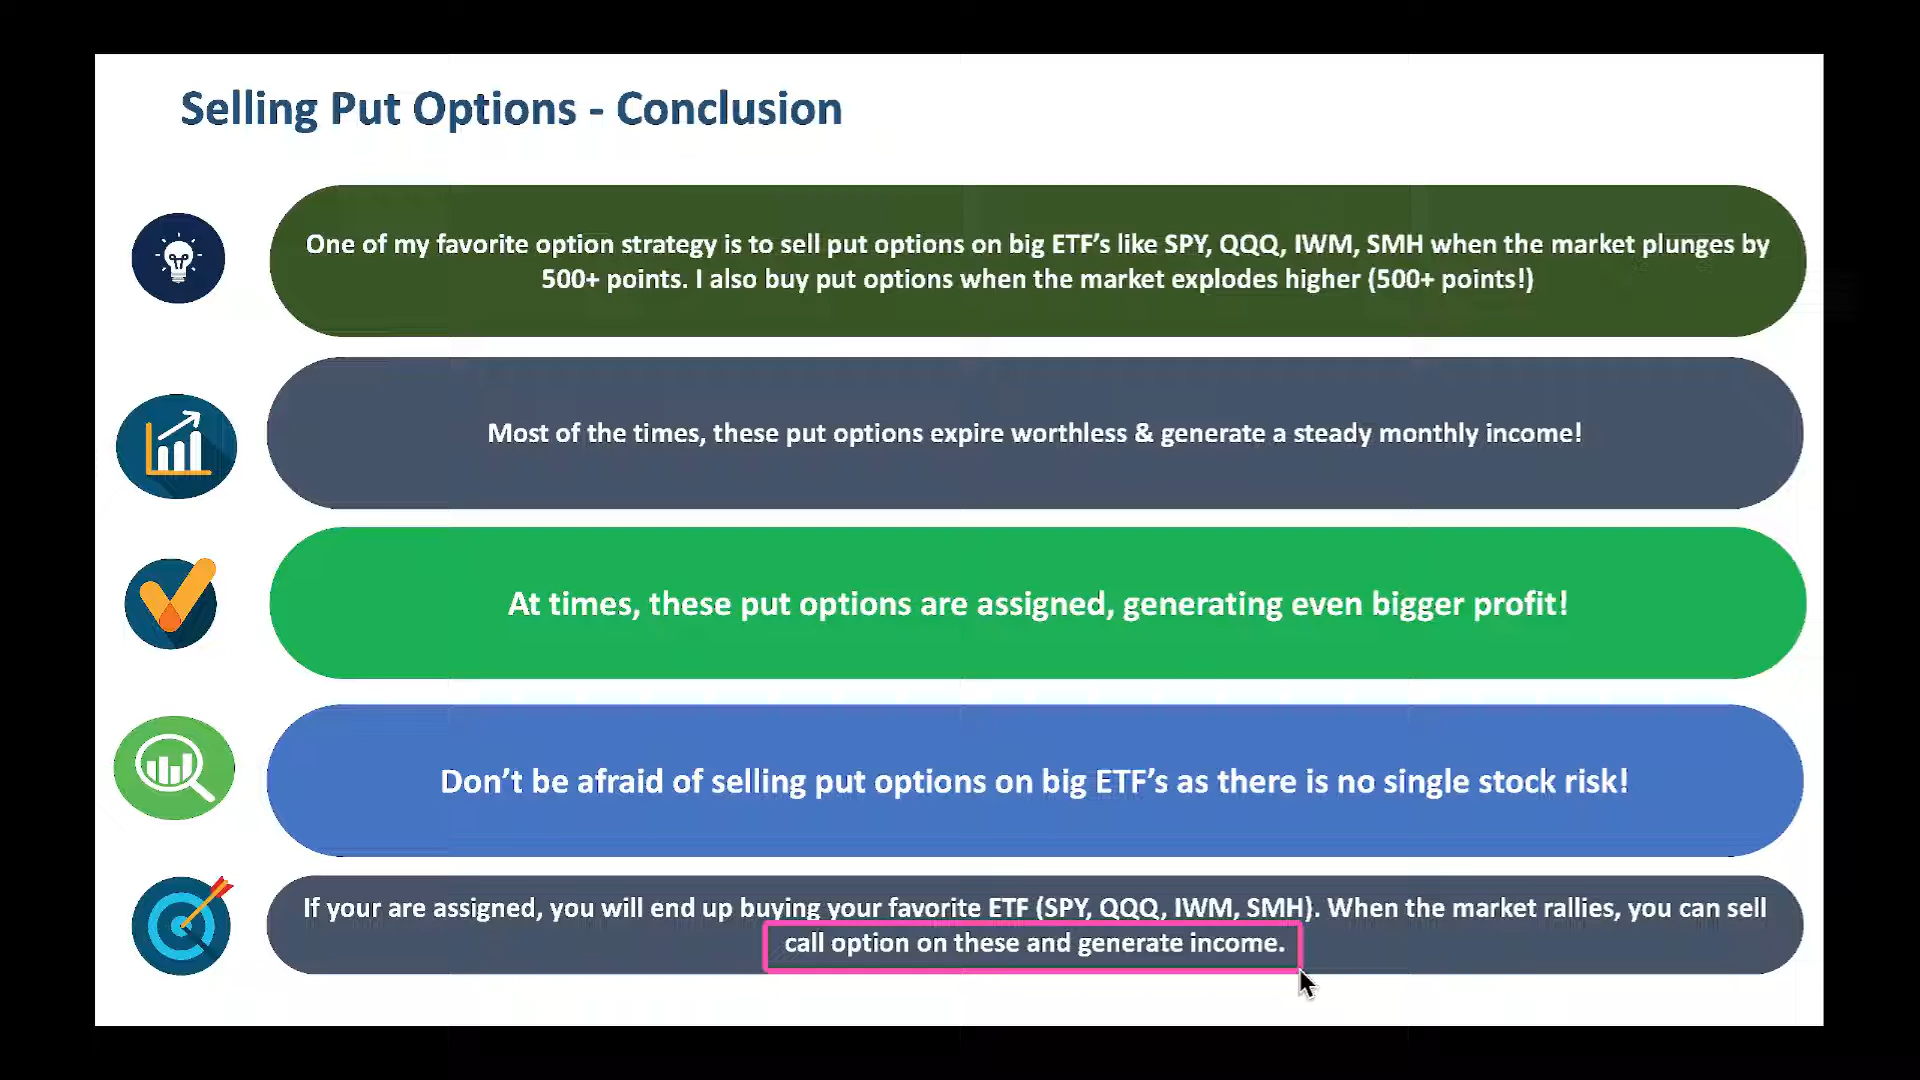 Selling Put Options - Conclusion
One of my favorite option strategy is to sell put options on big ETF’s like SPY, QQQ, IWM, SMH when the market plunges by
500+ points. I also buy put options when the market explodes higher (500+ points!)
Most of the times, these put options expire worthless & generate a steady monthly income!
At times, these put options are assigned, generating even bigger profit!
Don’t be afraid of selling put options on big ETF’s as there is no single stock risk!
If your are assigned, you will end up buying your favorite ETF (SPY, QQQ, IWM, SMH). When the market rallies, you can sell
call option on these and generate income.